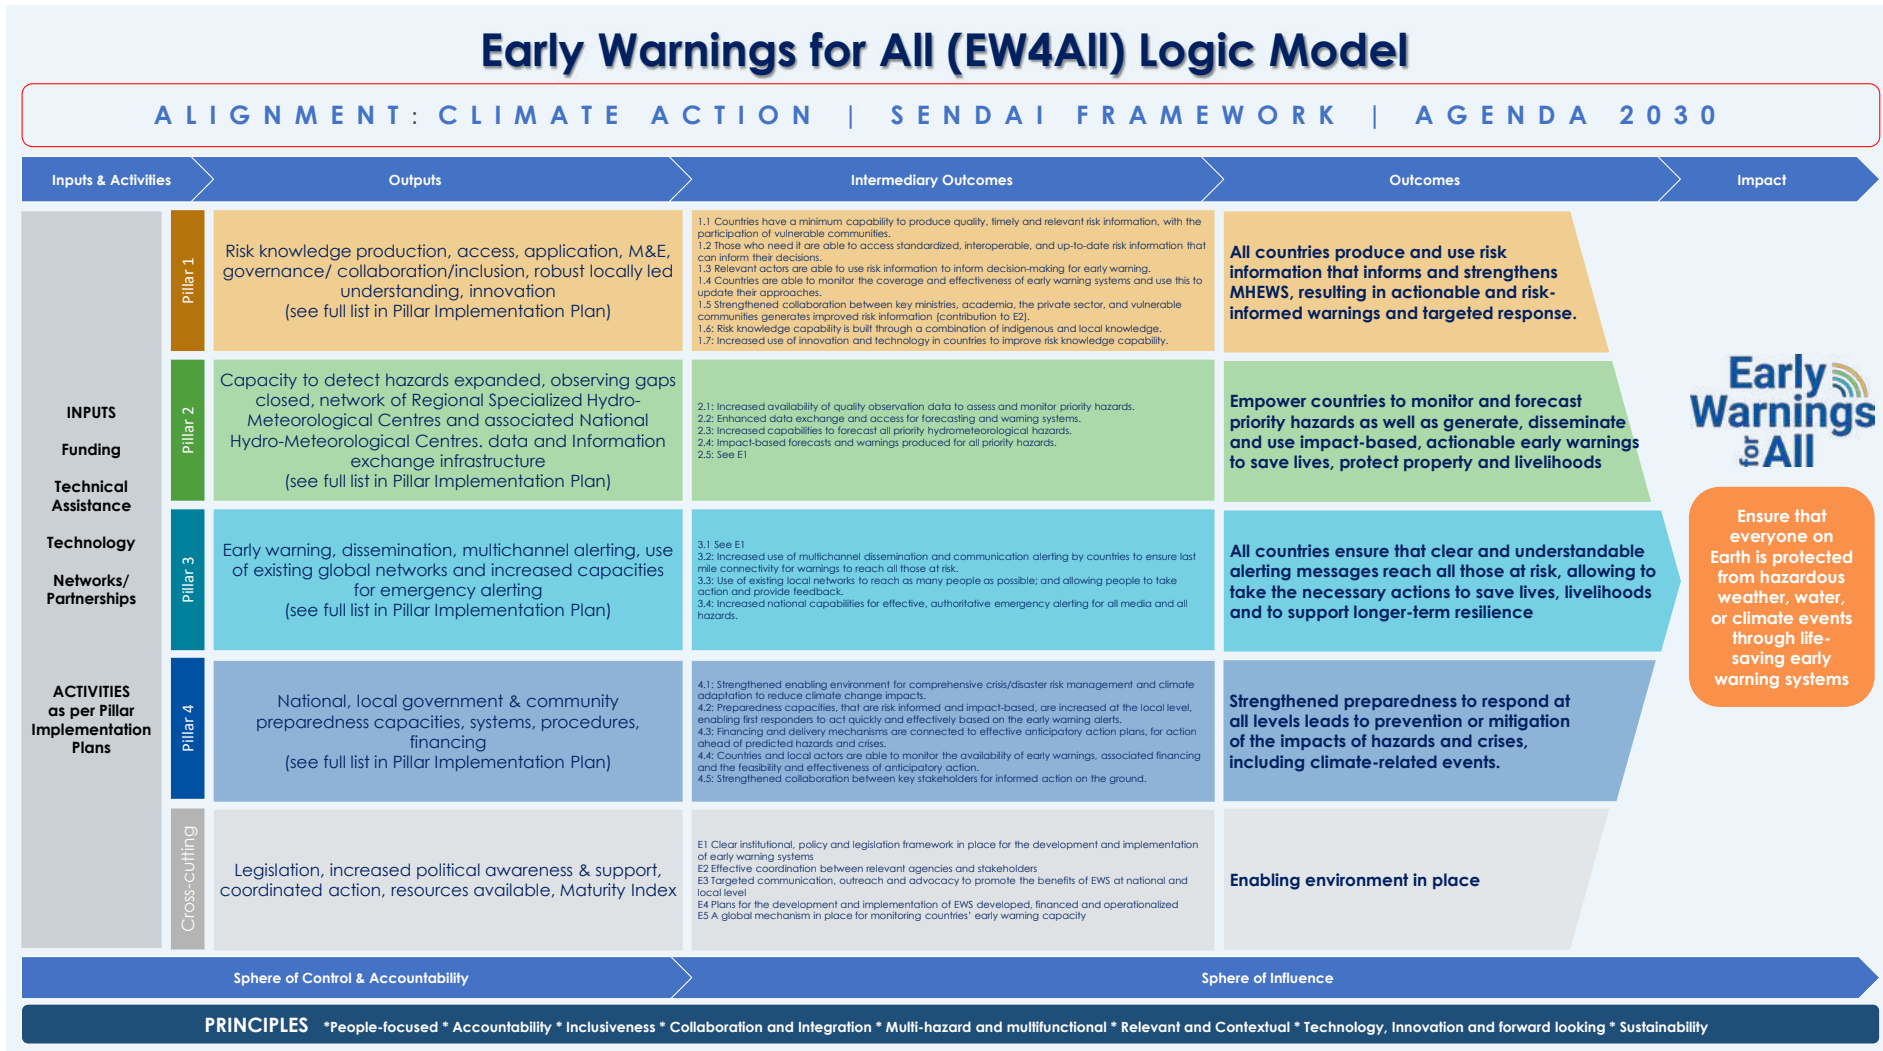 Early Warnings for All (EW4All) Logic Model
ALIGNMENT: CLIMATE ACTION | SENDAI FRAMEWORK | AGENDA 2030
Inputs & Activities
Outputs
Intermediary Outcomes
Outcomes
Impact
INPUTS
Funding
Technical
Assistance
Technology
Networks/
Partnerships
ACTIVITIES
as per Pillar
Implementation
Plans
Pillar 1
Risk knowledge production, access, application, M&E,
governance/ collaboration/inclusion, robust locally led
understanding, innovation
(see full list in Pillar Implementation Plan)
1.1 Countries have a minimum capability to produce quality, timely and relevant risk information, with the
participation of vulnerable communities.
1.2 Those who need it are able to access standardized, interoperable, and up-to-date risk information that
can inform their decisions.
1.3 Relevant actors are able to use risk information to inform decision-making for early warning.
1.4 Countries are able to monitor the coverage and effectiveness of early warning systems and use this to
update their approaches.
1.5 Strengthened collaboration between key ministries, academia, the private sector, and vulnerable
communities generates improved risk information (contribution to E2).
1.6: Risk knowledge capability is built through a combination of indigenous and local knowledge.
1.7: Increased use of innovation and technology in countries to improve risk knowledge capability.
All countries produce and use risk
information that informs and strengthens
MHEWS, resulting in actionable and risk-
informed warnings and targeted response.
Pillar 2
Capacity to detect hazards expanded, observing gaps
closed, network of Regional Specialized Hydro-
Meteorological Centres and associated National
Hydro-Meteorological Centres. data and Information
exchange infrastructure
(see full list in Pillar Implementation Plan)
2.1: Increased availability of quality observation data to assess and monitor priority hazards.
2.2: Enhanced data exchange and access for forecasting and warning systems.
2.3: Increased capabilities to forecast all priority hydrometeorological hazards.
2.4: Impact-based forecasts and warnings produced for all priority hazards.
2.5: See E1
Empower countries to monitor and forecast
priority hazards as well as generate, disseminate
and use impact-based, actionable early warnings
to save lives, protect property and livelihoods
Pillar 3
Early warning, dissemination, multichannel alerting, use
of existing global networks and increased capacities
for emergency alerting
(see full list in Pillar Implementation Plan)
3.1 See E1
3.2: Increased use of multichannel dissemination and communication alerting by countries to ensure last
mile connectivity for warnings to reach all those at risk.
3.3: Use of existing local networks to reach as many people as possible; and allowing people to take
action and provide feedback.
3.4: Increased national capabilities for effective, authoritative emergency alerting for all media and all
hazards.
All countries ensure that clear and understandable
alerting messages reach all those at risk, allowing to
take the necessary actions to save lives, livelihoods
and to support longer-term resilience
Pillar 4
National, local government & community
preparedness capacities, systems, procedures,
financing
(see full list in Pillar Implementation Plan)
4.1: Strengthened enabling environment for comprehensive crisis/disaster risk management and climate
adaptation to reduce climate change impacts.
4.2: Preparedness capacities, that are risk informed and impact-based, are increased at the local level,
enabling first responders to act quickly and effectively based on the early warning alerts.
4.3: Financing and delivery mechanisms are connected to effective anticipatory action plans, for action
ahead of predicted hazards and crises.
4.4: Countries and local actors are able to monitor the availability of early warnings, associated financing
and the feasibility and effectiveness of anticipatory action.
4.5: Strengthened collaboration between key stakeholders for informed action on the ground.
Strengthened preparedness to respond at
all levels leads to prevention or mitigation
of the impacts of hazards and crises,
including climate-related events.
Cross-cutting
Legislation, increased political awareness & support,
coordinated action, resources available, Maturity Index
E1 Clear institutional, policy and legislation framework in place for the development and implementation
of early warning systems
E2 Effective coordination between relevant agencies and stakeholders
E3 Targeted communication, outreach and advocacy to promote the benefits of EWS at national and
local level
E4 Plans for the development and implementation of EWS developed, financed and operationalized
E5 A global mechanism in place for monitoring countries' early warning capacity
Enabling environment in place
Early
Warnings
for All
Ensure that
everyone on
Earth is protected
from hazardous
weather, water,
or climate events
through life-
saving early
warning systems
Sphere of Control & Accountability
Sphere of Influence
PRINCIPLES *People-focused * Accountability * Inclusiveness * Collaboration and Integration * Multi-hazard and multifunctional * Relevant and Contextual * Technology, Innovation and forward looking * Sustainability